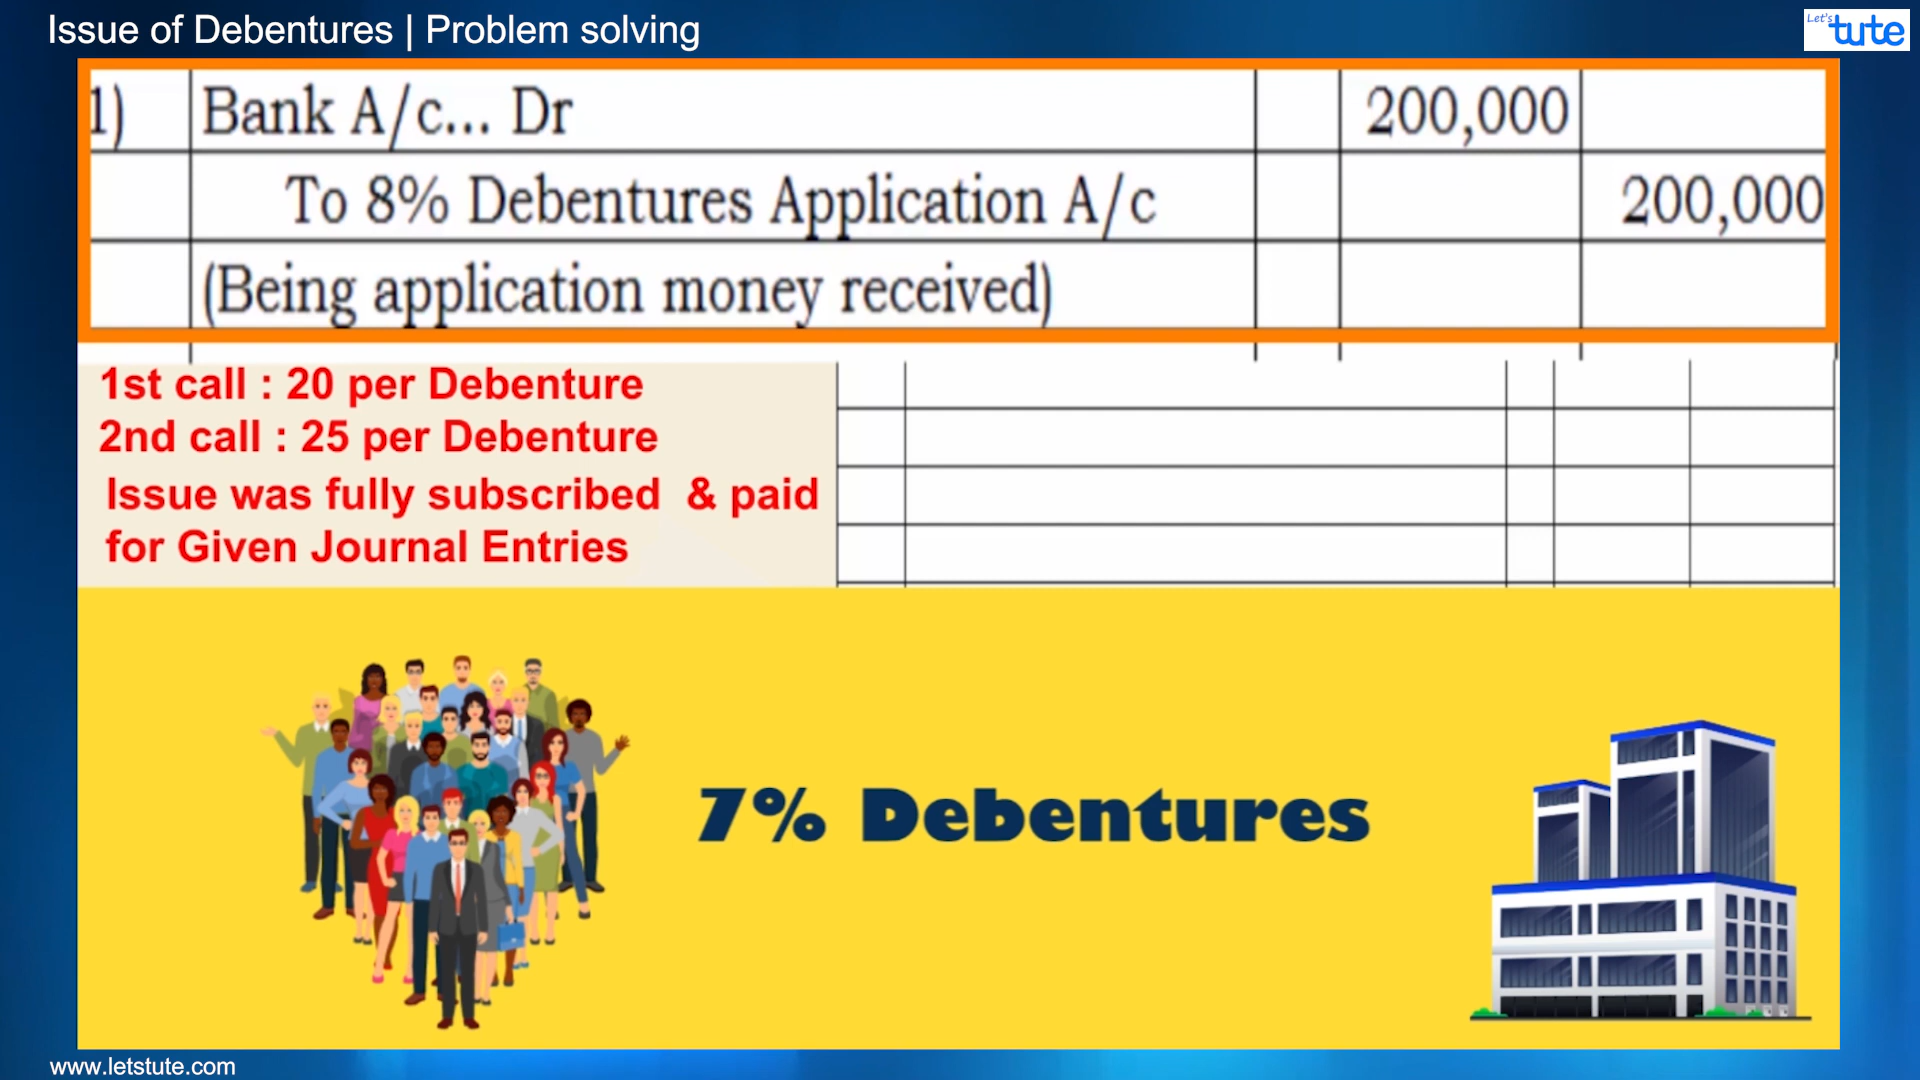 Issue of Debentures | Problem solving
Let's tute
1) Bank A/c... Dr 200,000
To 8% Debentures Application A/c 200,000
(Being application money received)
1st call : 20 per Debenture
2nd call : 25 per Debenture
Issue was fully subscribed & paid
for Given Journal Entries
7% Debentures
www.letstute.com